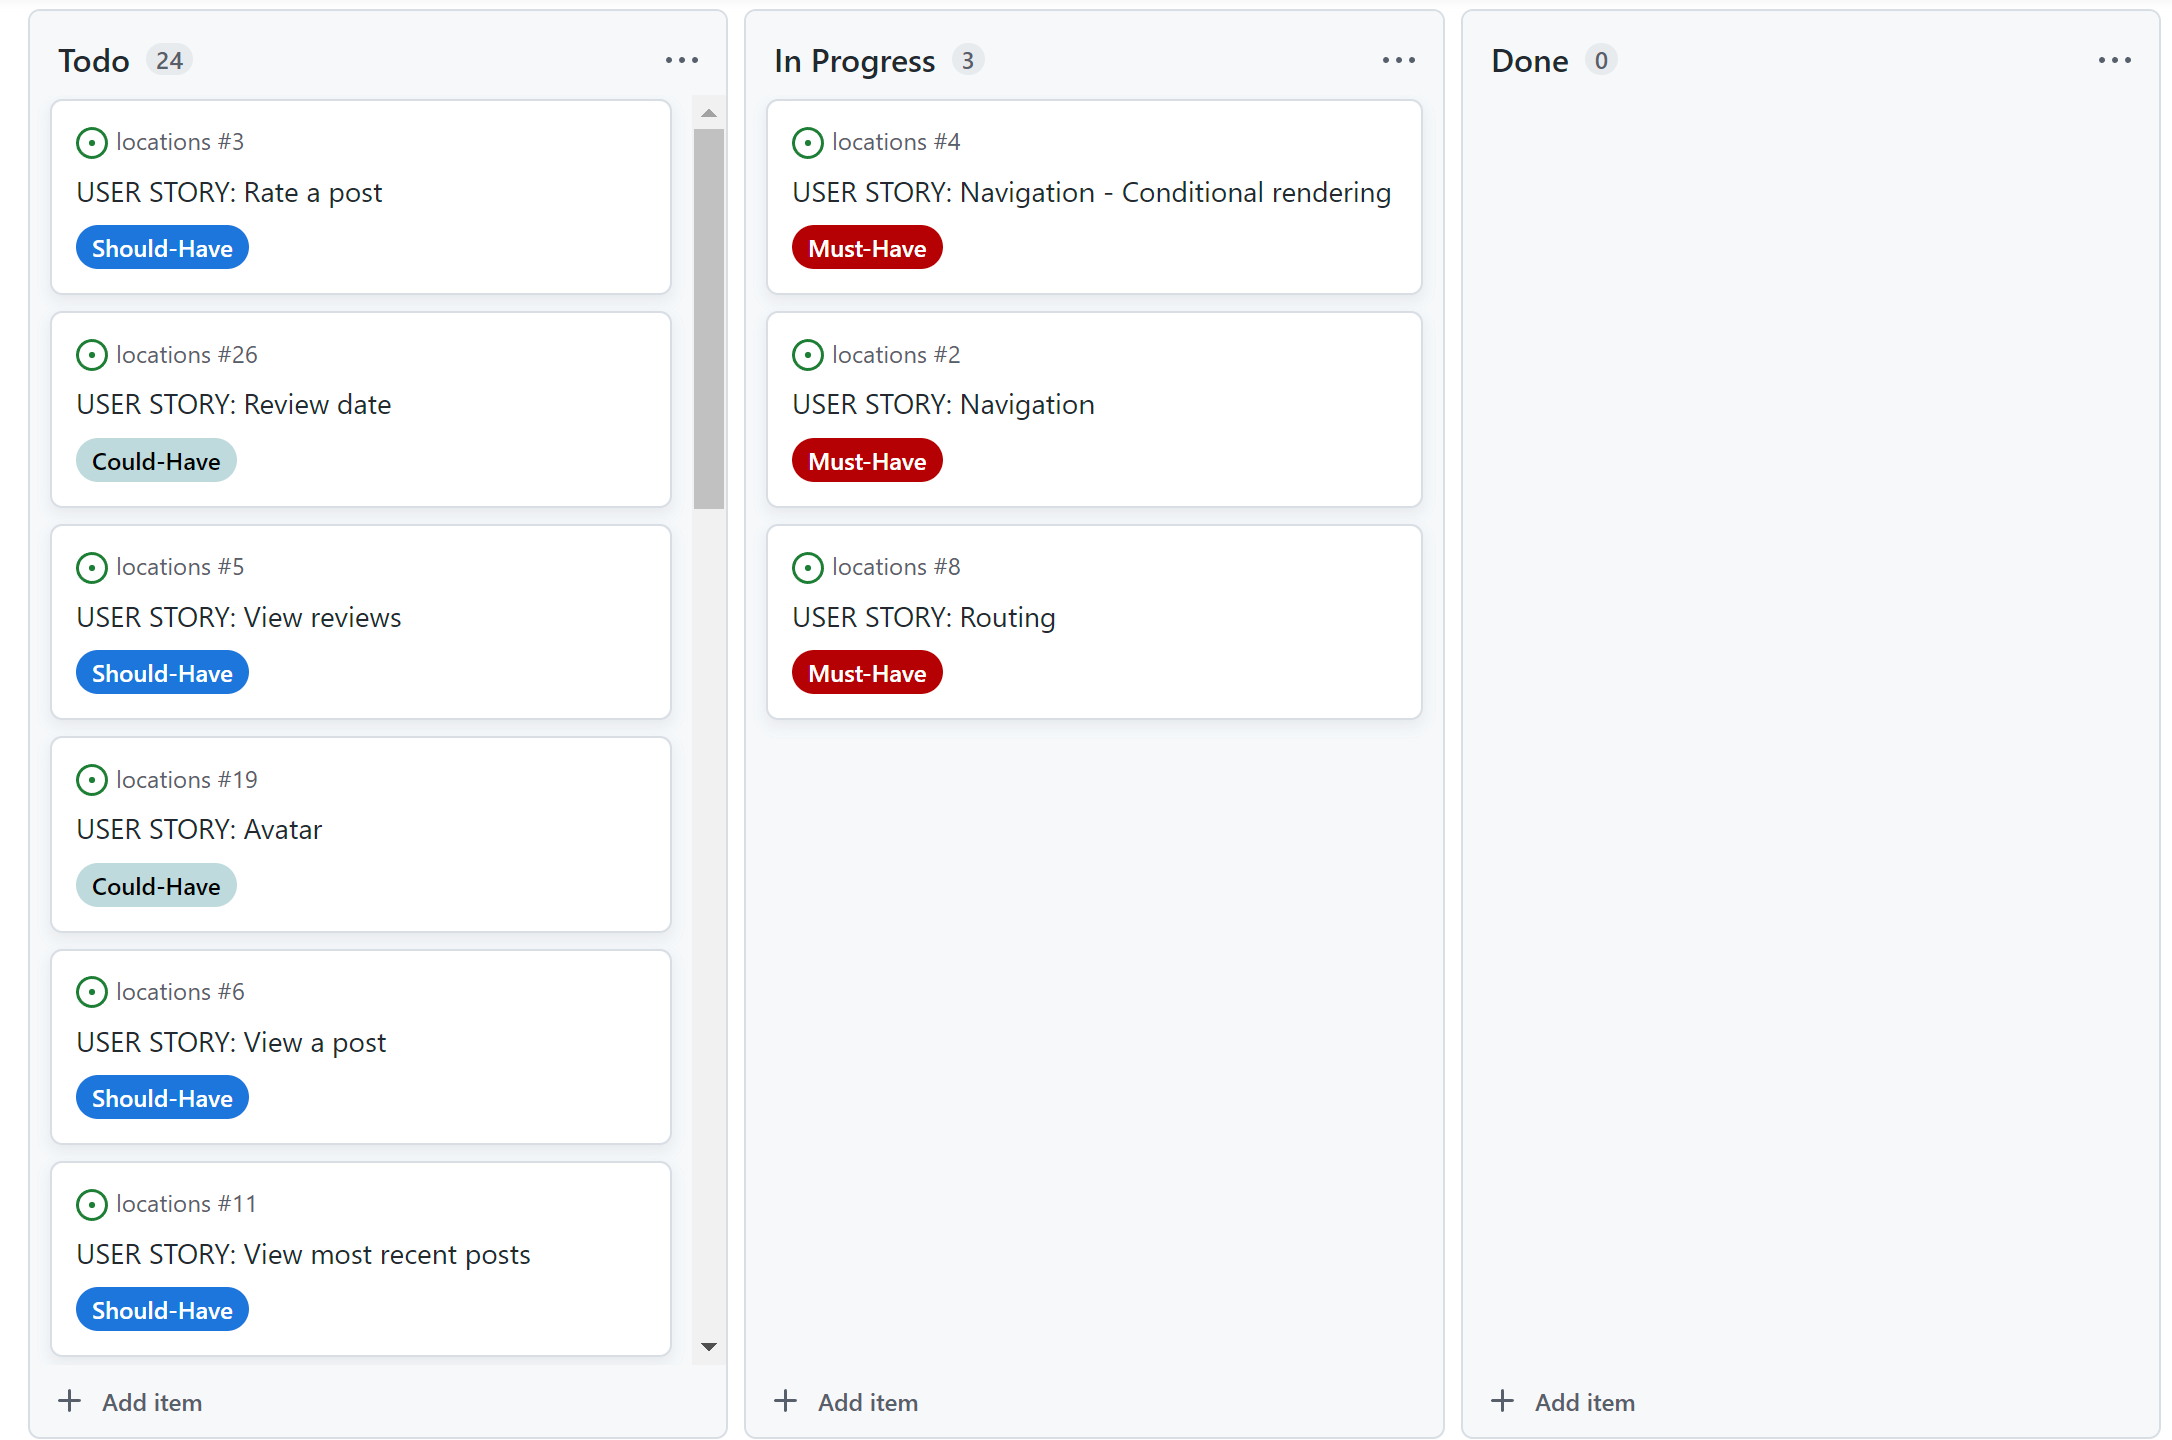 Todo 24
locations #3
USER STORY: Rate a post
Should-Have
locations #26
USER STORY: Review date
Could-Have
locations #5
USER STORY: View reviews
Should-Have
locations #19
USER STORY: Avatar
Could-Have
locations #6
USER STORY: View a post
Should-Have
locations #11
USER STORY: View most recent posts
Should-Have
Add item
In Progress 3
locations #4
USER STORY: Navigation - Conditional rendering
Must-Have
locations #2
USER STORY: Navigation
Must-Have
locations #8
USER STORY: Routing
Must-Have
Add item
Done 0
Add item